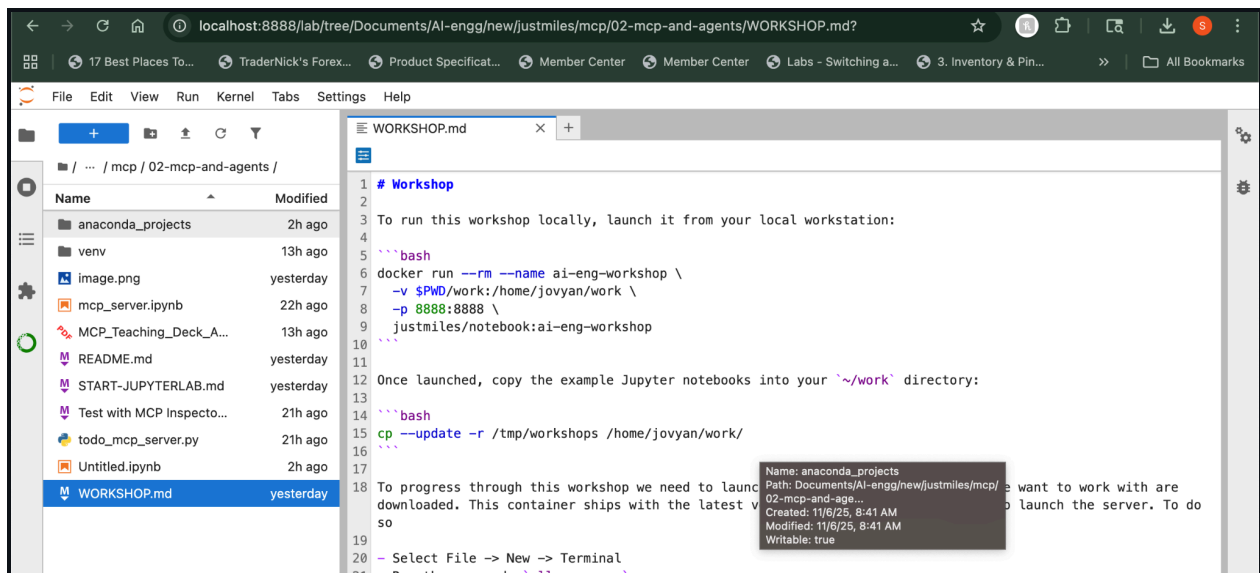 localhost:8888/lab/tree/Documents/AI-engg/new/justmiles/mcp/02-mcp-and-agents/WORKSHOP.md?
S
17 Best Places To...
TraderNick's Forex...
Product Specificat...
Member Center
Member Center
Labs - Switching a...
3. Inventory & Pin...
»
All Bookmarks
File Edit View Run Kernel Tabs Settings Help
WORKSHOP.md
/ ... / mcp / 02-mcp-and-agents /
Name Modified
anaconda_projects 2h ago
venv 13h ago
image.png yesterday
mcp_server.ipynb 22h ago
MCP_Teaching_Deck_A... 13h ago
README.md yesterday
START-JUPYTERLAB.md yesterday
Test with MCP Inspecto... 21h ago
todo_mcp_server.py 21h ago
Untitled.ipynb 2h ago
WORKSHOP.md yesterday
1 # Workshop
2
3 To run this workshop locally, launch it from your local workstation:
4
5 ```bash
6 docker run --rm --name ai-eng-workshop \
7 -v $PWD/work:/home/jovyan/work \
8 -p 8888:8888 \
9 justmiles/notebook:ai-eng-workshop
10 ```
11
12 Once launched, copy the example Jupyter notebooks into your `~/work` directory:
13
14 ```bash
15 cp --update -r /tmp/workshops /home/jovyan/work/
16 ```
17
18 To progress through this workshop we need to launc e want to work with are
downloaded. This container ships with the latest v o launch the server. To do
so
19
20 - Select File -> New -> Terminal
Name: anaconda_projects
Path: Documents/AI-engg/new/justmiles/mcp/
02-mcp-and-age...
Created: 11/6/25, 8:41 AM
Modified: 11/6/25, 8:41 AM
Writable: true